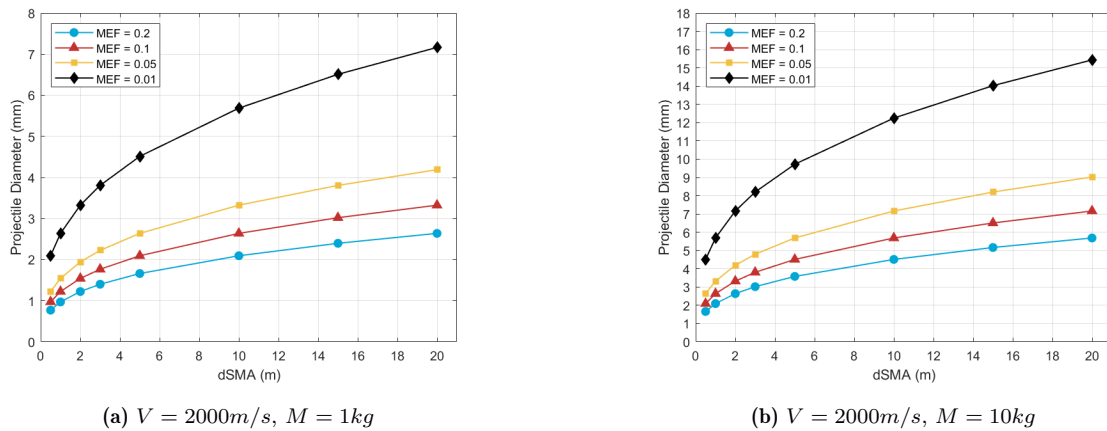 MEF = 0.2
MEF = 0.1
MEF = 0.05
MEF = 0.01
8
7
6
5
4
3
2
1
0
Projectile Diameter (mm)
0 2 4 6 8 10 12 14 16 18 20
dSMA (m)
(a) V = 2000m/s, M = 1kg
MEF = 0.2
MEF = 0.1
MEF = 0.05
MEF = 0.01
18
17
16
15
14
13
12
11
10
9
8
7
6
5
4
3
2
1
0
Projectile Diameter (mm)
0 2 4 6 8 10 12 14 16 18 20
dSMA (m)
(b) V = 2000m/s, M = 10kg